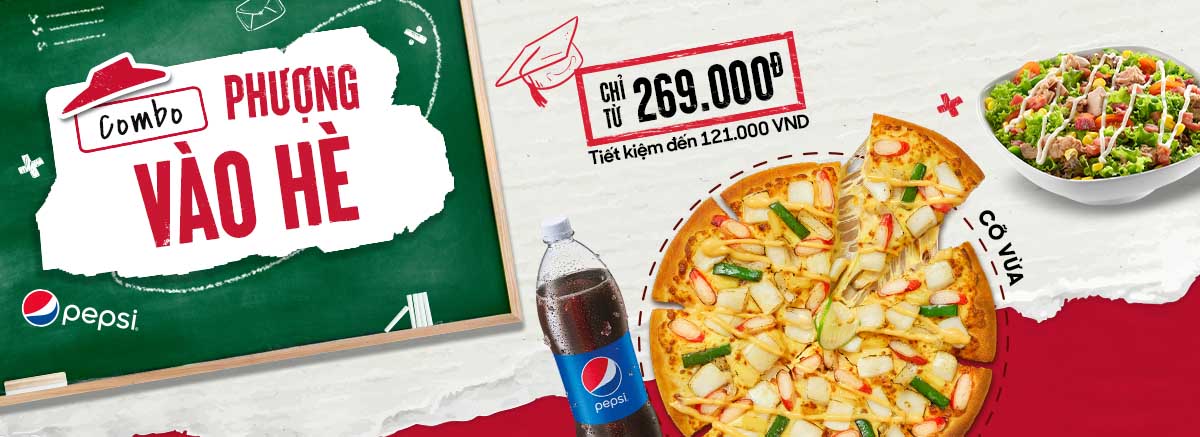 Combo
PHƯỢNG
VÀO HÈ
pepsi
CHỈ
TỪ
269.000Đ
Tiết kiệm đến 121.000 VND
CỠ VỪA
pepsi